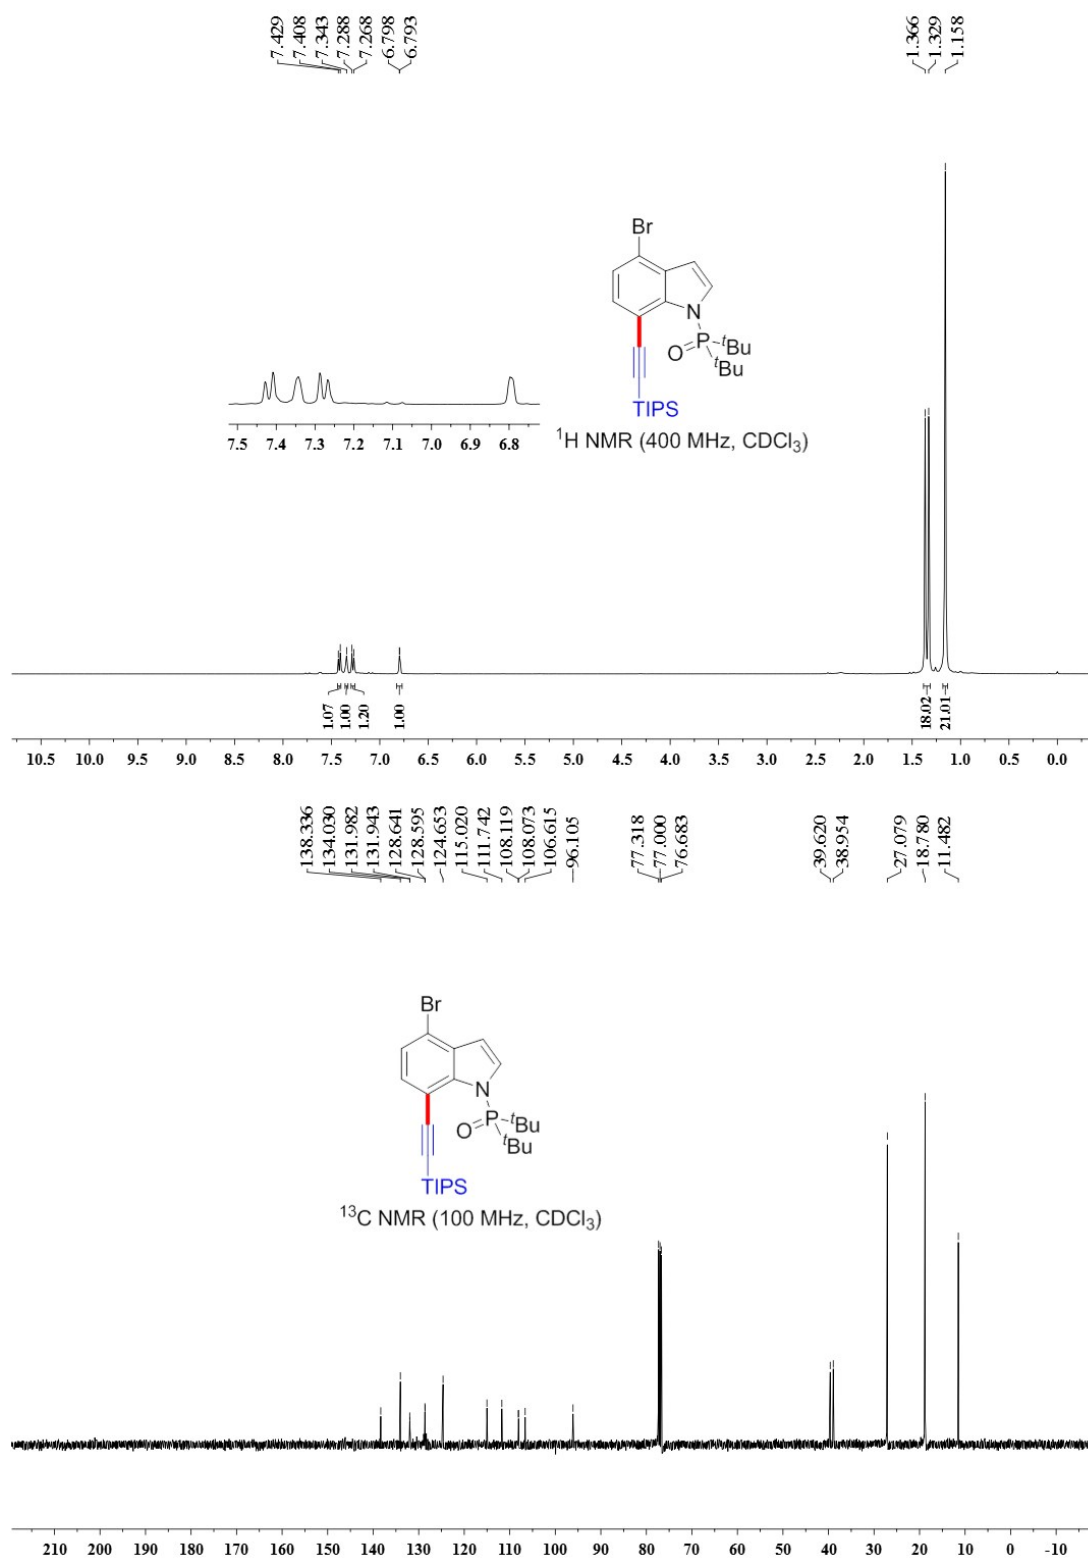 7.429
7.408
7.343
7.288
7.268
6.798
6.793
1.366
1.329
1.158
Br
N
O=P
ᵗBu
ᵗBu
TIPS
¹H NMR (400 MHz, CDCl₃)
7.5 7.4 7.3 7.2 7.1 7.0 6.9 6.8
1.07
1.00
1.20
1.00
18.02
21.01
10.5 10.0 9.5 9.0 8.5 8.0 7.5 7.0 6.5 6.0 5.5 5.0 4.5 4.0 3.5 3.0 2.5 2.0 1.5 1.0 0.5 0.0
138.336
134.030
131.982
131.943
128.641
128.595
124.653
115.020
111.742
108.119
108.073
106.615
96.105
77.318
77.000
76.683
39.620
38.954
27.079
18.780
11.482
Br
N
O=P
ᵗBu
ᵗBu
TIPS
¹³C NMR (100 MHz, CDCl₃)
210 200 190 180 170 160 150 140 130 120 110 100 90 80 70 60 50 40 30 20 10 0 -10